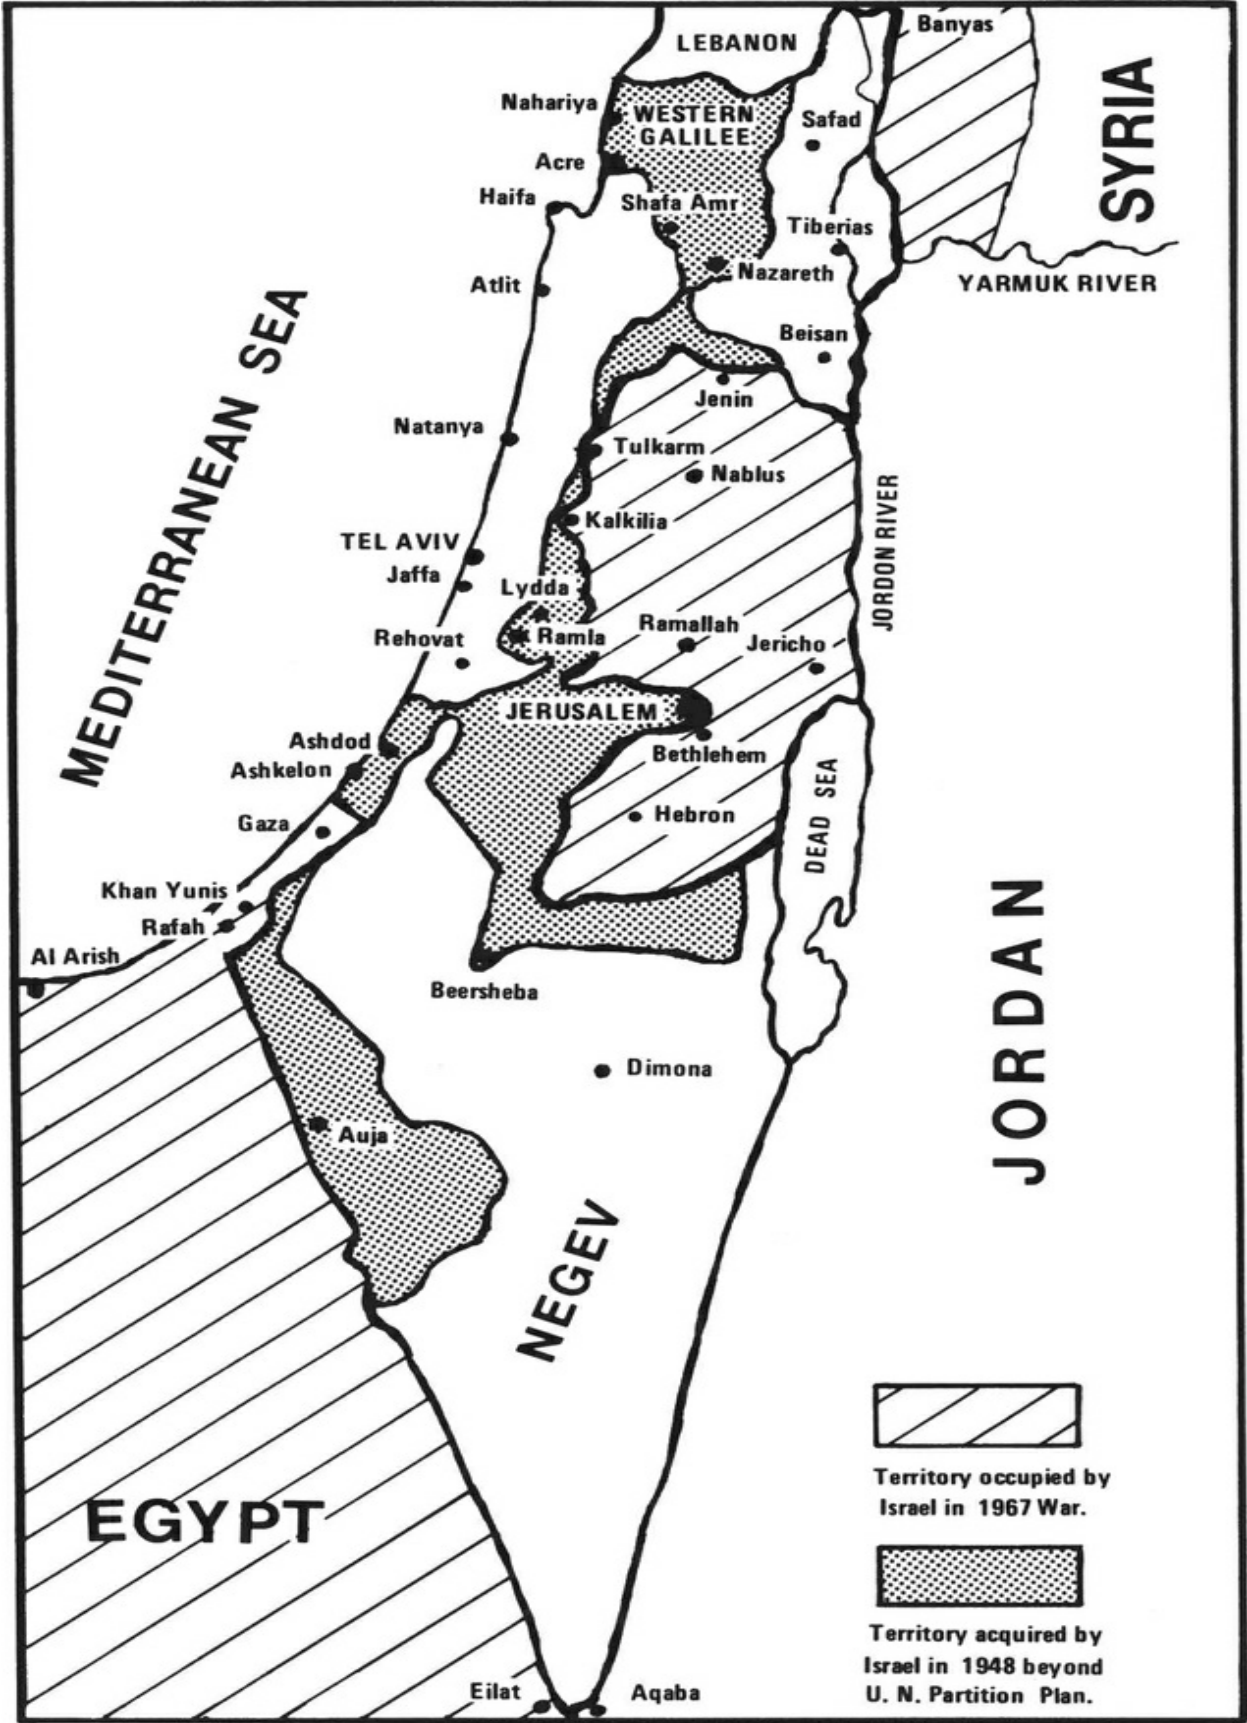 Banyas
LEBANON
SYRIA
Nahariya
WESTERN
GALILEE
Safad
Acre
Haifa
Shafa Amr
Tiberias
Nazareth
YARMUK RIVER
Atlit
MEDITERRANEAN SEA
Beisan
Jenin
Natanya
Tulkarm
Nablus
JORDON RIVER
Kalkilia
TEL AVIV
Jaffa
Lydda
Ramla
Ramallah
Rehovat
Jericho
JERUSALEM
Ashdod
Bethlehem
Ashkelon
DEAD SEA
Gaza
Hebron
Khan Yunis
Rafah
Al Arish
JORDAN
Beersheba
Dimona
Auja
NEGEV
EGYPT
Territory occupied by
Israel in 1967 War.
Territory acquired by
Israel in 1948 beyond
U. N. Partition Plan.
Eilat
Aqaba